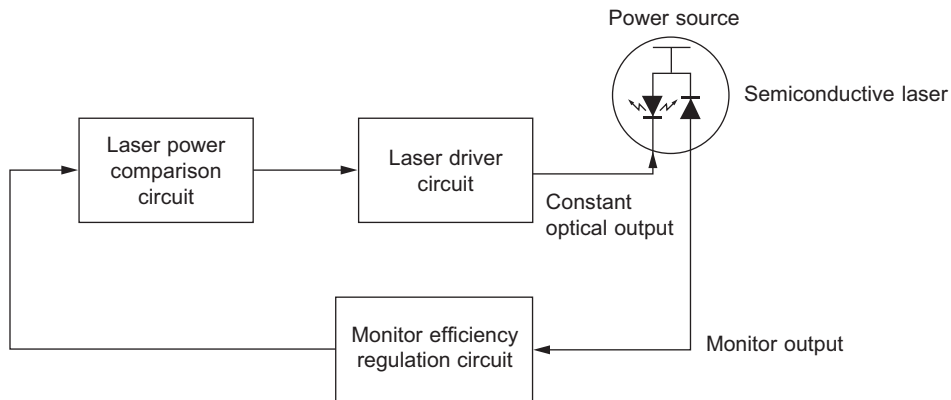 Power source
Semiconductive laser
Laser power
comparison
circuit
Laser driver
circuit
Constant
optical output
Monitor efficiency
regulation circuit
Monitor output